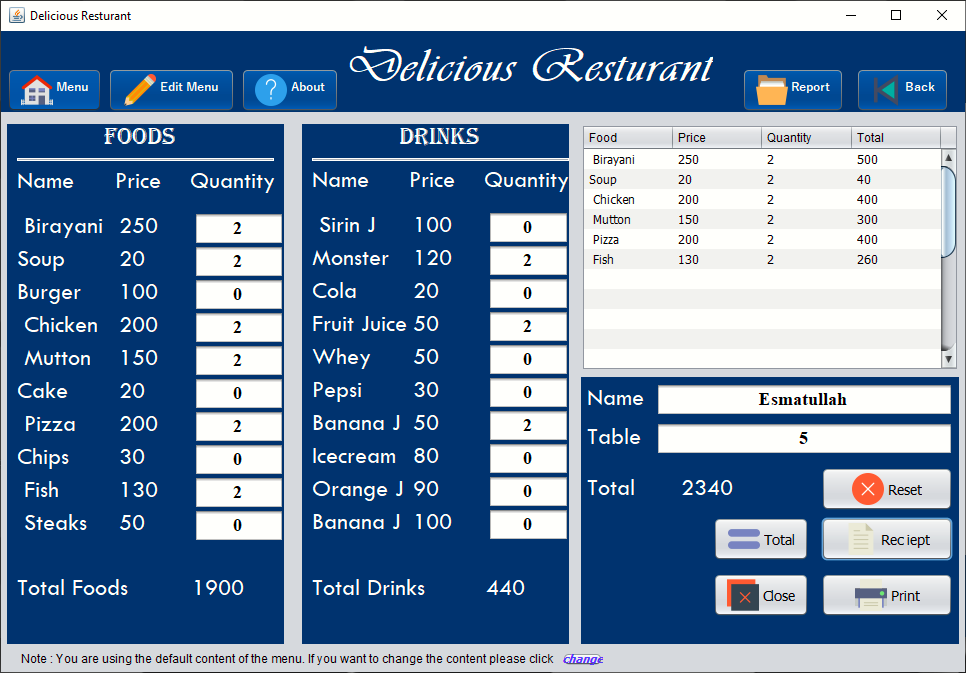 Delicious Resturant
Delicious Resturant
Menu Edit Menu About Report Back
FOODS
Name Price Quantity
Birayani 250 2
Soup 20 2
Burger 100 0
Chicken 200 2
Mutton 150 2
Cake 20 0
Pizza 200 2
Chips 30 0
Fish 130 2
Steaks 50 0
Total Foods 1900
DRINKS
Name Price Quantity
Sirin J 100 0
Monster 120 2
Cola 20 0
Fruit Juice 50 2
Whey 50 0
Pepsi 30 0
Banana J 50 2
Icecream 80 0
Orange J 90 0
Banana J 100 0
Total Drinks 440
Food Price Quantity Total
Birayani 250 2 500
Soup 20 2 40
Chicken 200 2 400
Mutton 150 2 300
Pizza 200 2 400
Fish 130 2 260
Name Esmatullah
Table 5
Total 2340 Reset
Total Reciept
Close Print
Note : You are using the default content of the menu. If you want to change the content please click change